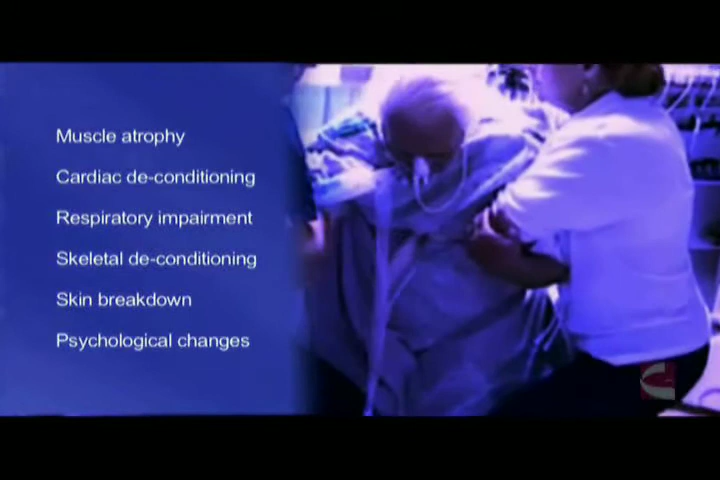 Muscle atrophy
Cardiac de-conditioning
Respiratory impairment
Skeletal de-conditioning
Skin breakdown
Psychological changes